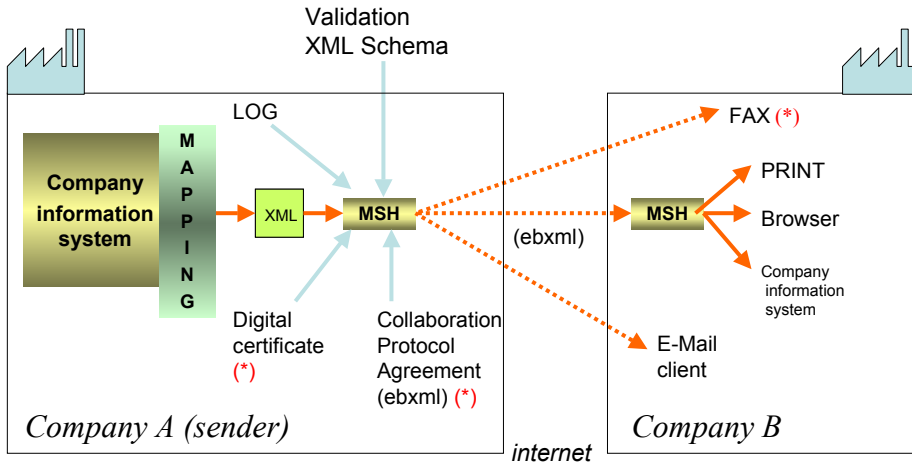 Validation
XML Schema
LOG
Company
information
system
M
A
P
P
I
N
G
XML
MSH
Digital
certificate
(*)
Collaboration
Protocol
Agreement
(ebxml) (*)
Company A (sender)
(ebxml)
internet
FAX (*)
MSH
PRINT
Browser
Company
information
system
E-Mail
client
Company B